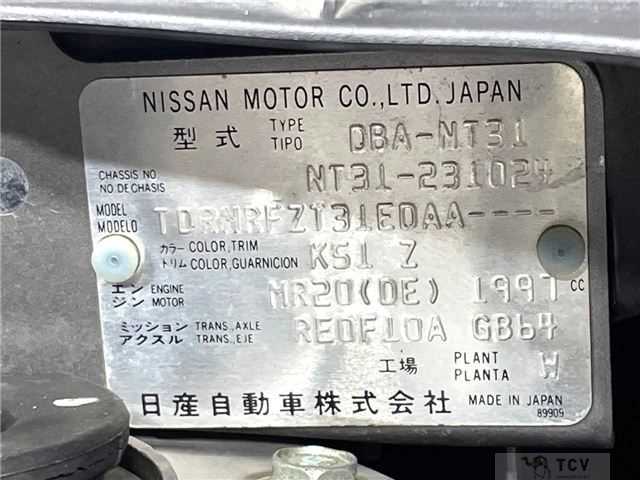 NISSAN MOTOR CO.,LTD. JAPAN
型式 TYPE TIPO DBA-NT31
CHASSIS NO. NO. DE CHASIS NT31-231024
MODEL MODELO TDRNRFZT31EDAA----
カラー COLOR, TRIM
トリム COLOR, GUARNICION K51 Z
エンジン ENGINE MOTOR MR20(DE) 1997 CC
ミッション TRANS., AXLE
アクスル TRANS., EJE RE0F10A GB64
工場 PLANT PLANTA W
日産自動車株式会社 MADE IN JAPAN
89909
TCV